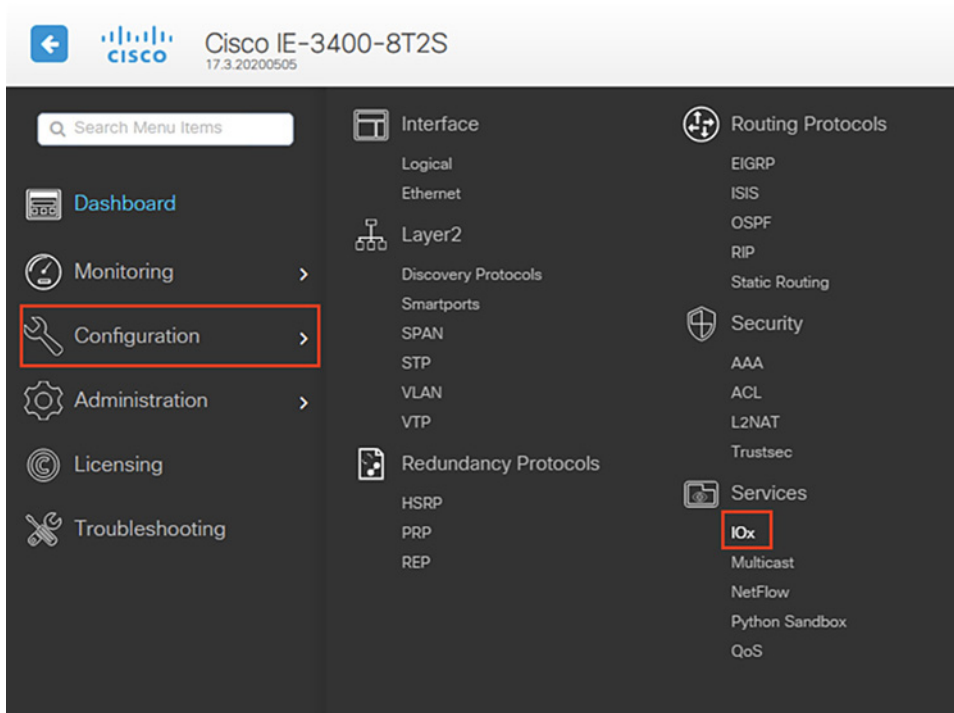 CISCO
Cisco IE-3400-8T2S
17.3.20200505
Search Menu Items
Dashboard
Monitoring
Configuration
Administration
Licensing
Troubleshooting
Interface
Logical
Ethernet
Layer2
Discovery Protocols
Smartports
SPAN
STP
VLAN
VTP
Redundancy Protocols
HSRP
PRP
REP
Routing Protocols
EIGRP
ISIS
OSPF
RIP
Static Routing
Security
AAA
ACL
L2NAT
Trustsec
Services
IOx
Multicast
NetFlow
Python Sandbox
QoS